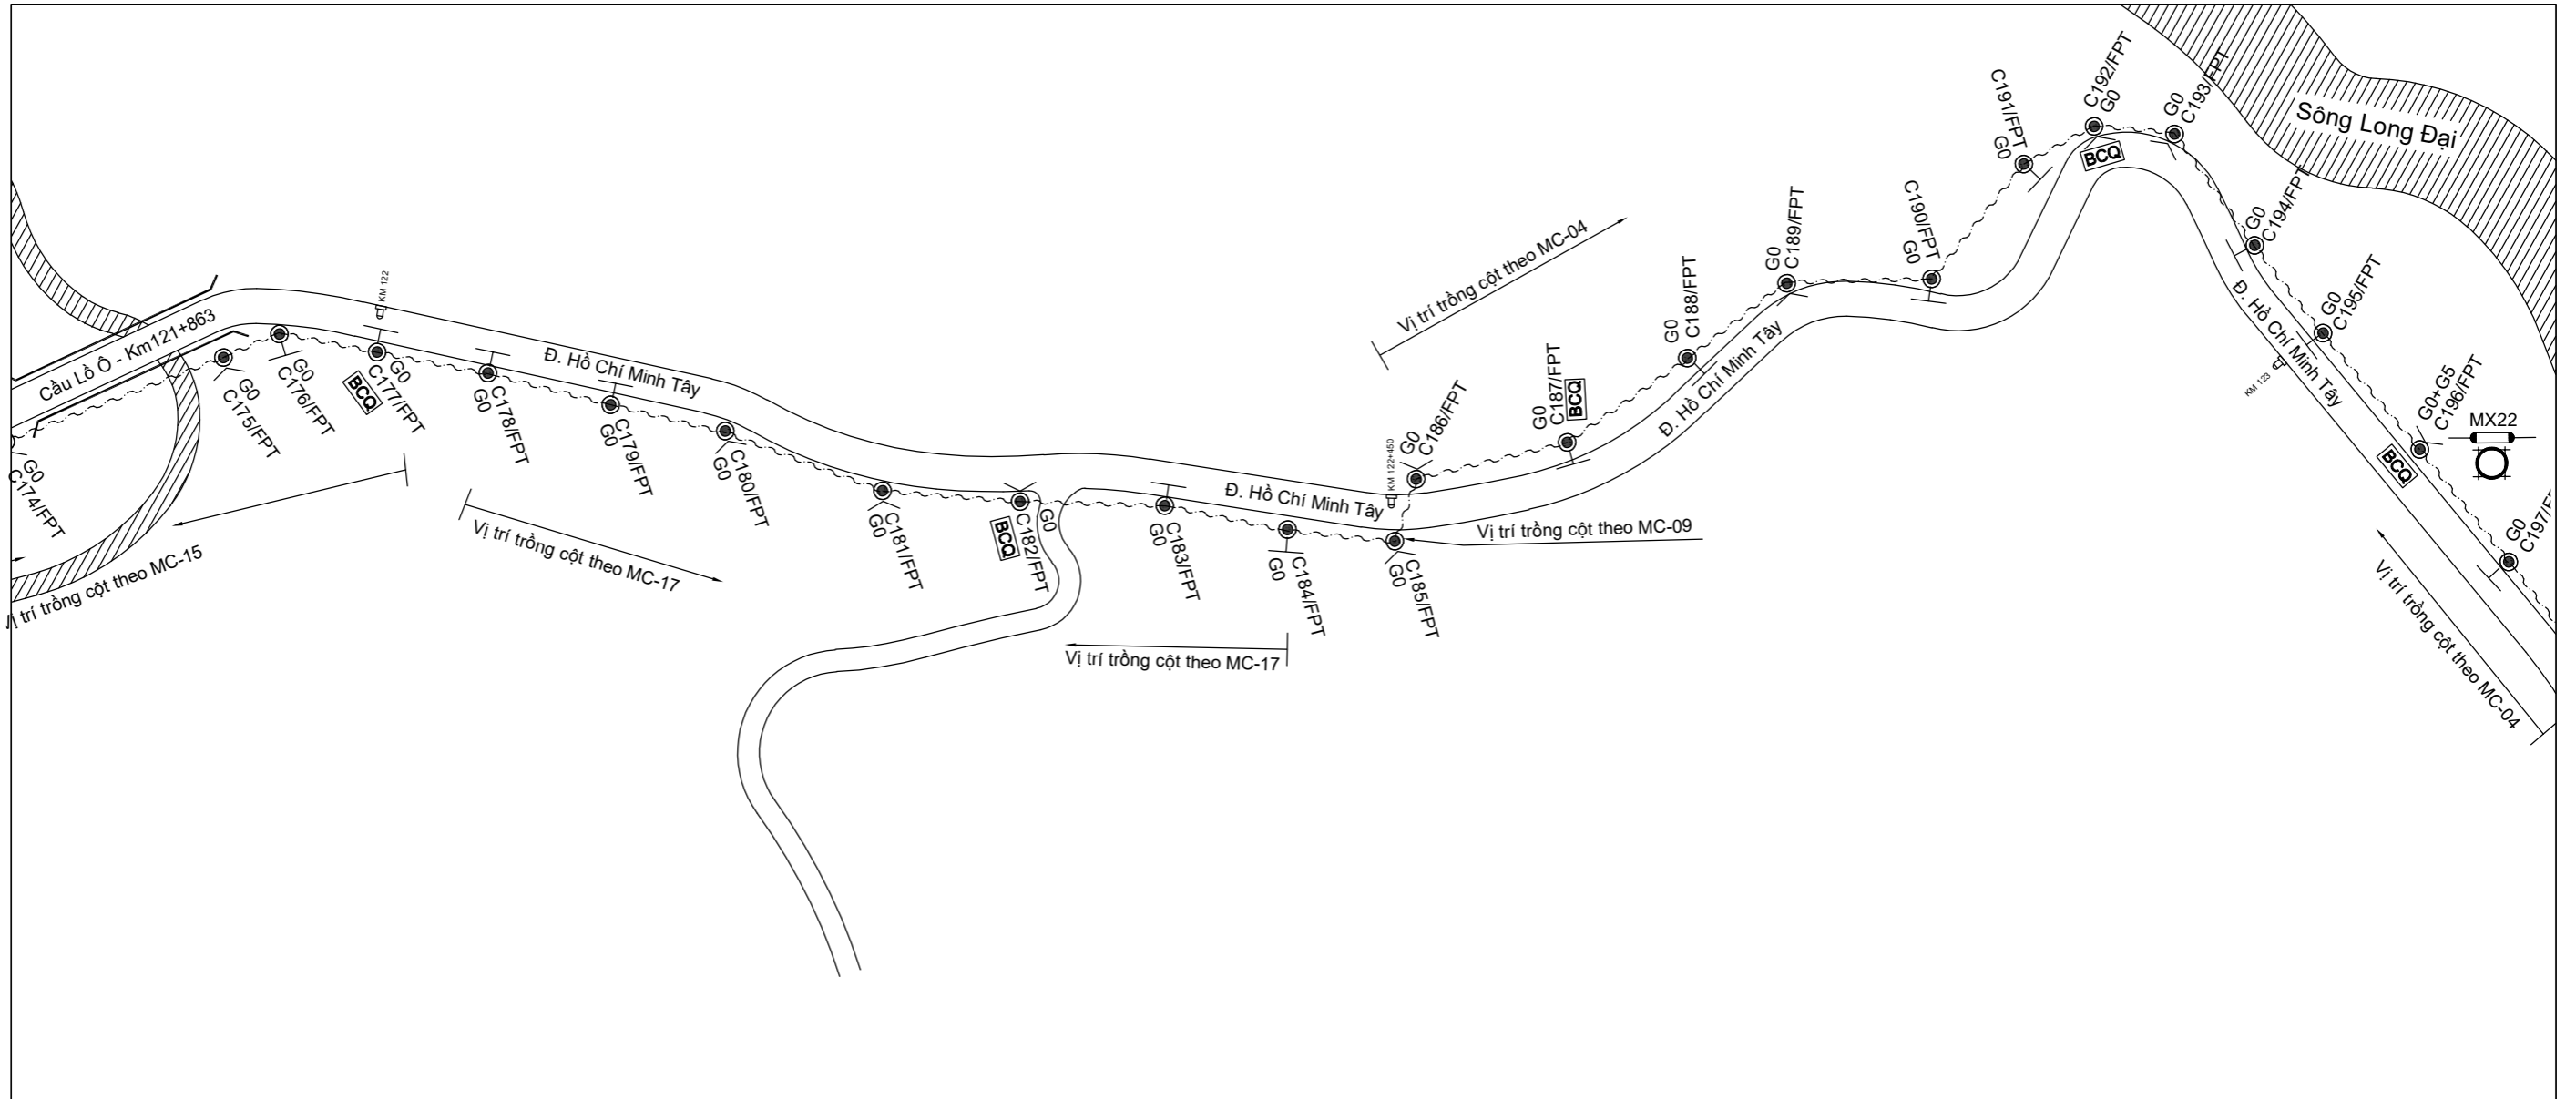 Cầu Lồ Ô - Km121+863
KM 122
G0
C174/FPT
G0
C175/FPT
G0
C176/FPT
G0
C177/FPT
BCQ
G0
C178/FPT
G0
C179/FPT
G0
C180/FPT
G0
C181/FPT
G0
C182/FPT
BCQ
G0
C183/FPT
G0
C184/FPT
G0
C185/FPT
Đ. Hồ Chí Minh Tây
Vị trí trồng cột theo MC-15
Vị trí trồng cột theo MC-17
Vị trí trồng cột theo MC-17
Đ. Hồ Chí Minh Tây
KM 122+450
Vị trí trồng cột theo MC-09
Vị trí trồng cột theo MC-04
G0
C186/FPT
G0
C187/FPT
BCQ
G0
C188/FPT
G0
C189/FPT
Đ. Hồ Chí Minh Tây
C190/FPT
G0
C191/FPT
G0
C192/FPT
G0
BCQ
G0
C193/FPT
G0
C194/FPT
G0
C195/FPT
Sông Long Đại
Đ. Hồ Chí Minh Tây
KM 123
G0+G5
C196/FPT
MX22
BCQ
G0
C197/F
Vị trí trồng cột theo MC-04